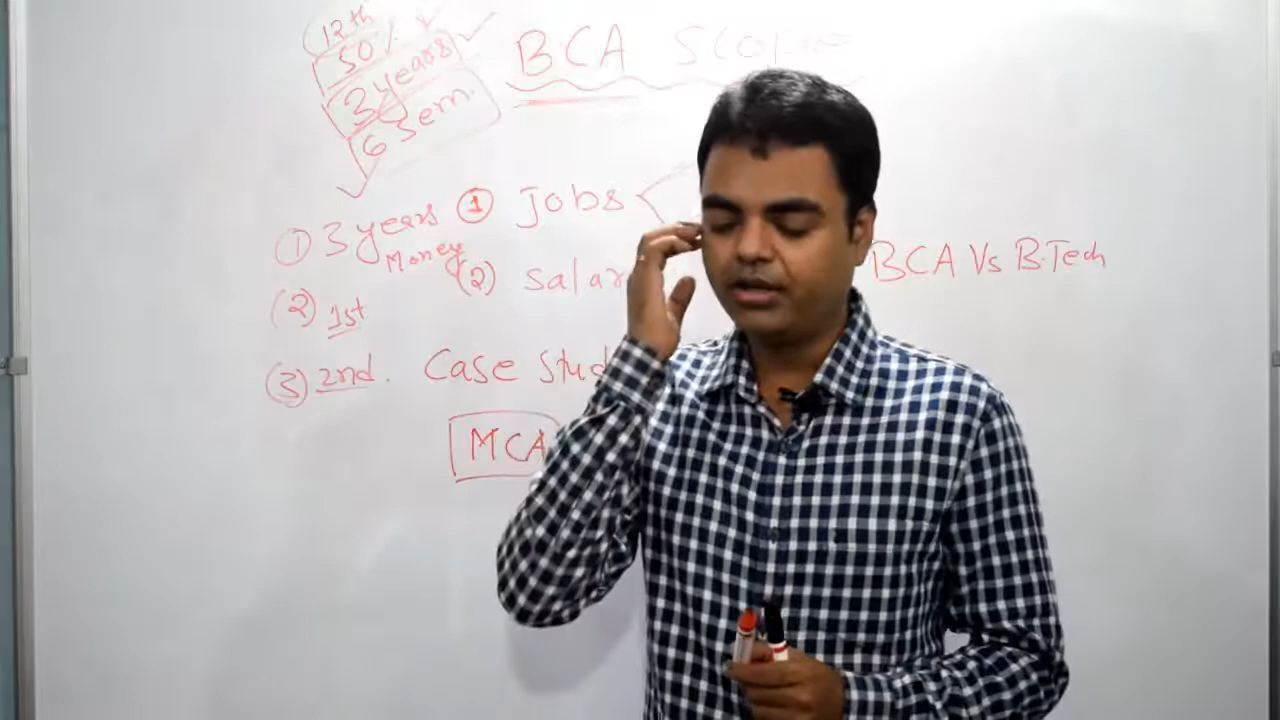 12th
50%
3 years
6 Sem.
BCA Scope
① 3 years
Money
(2) 1st
③ 2nd.
① Jobs
(2) Salar
Case Stud
MCA
BCA Vs B.Tech